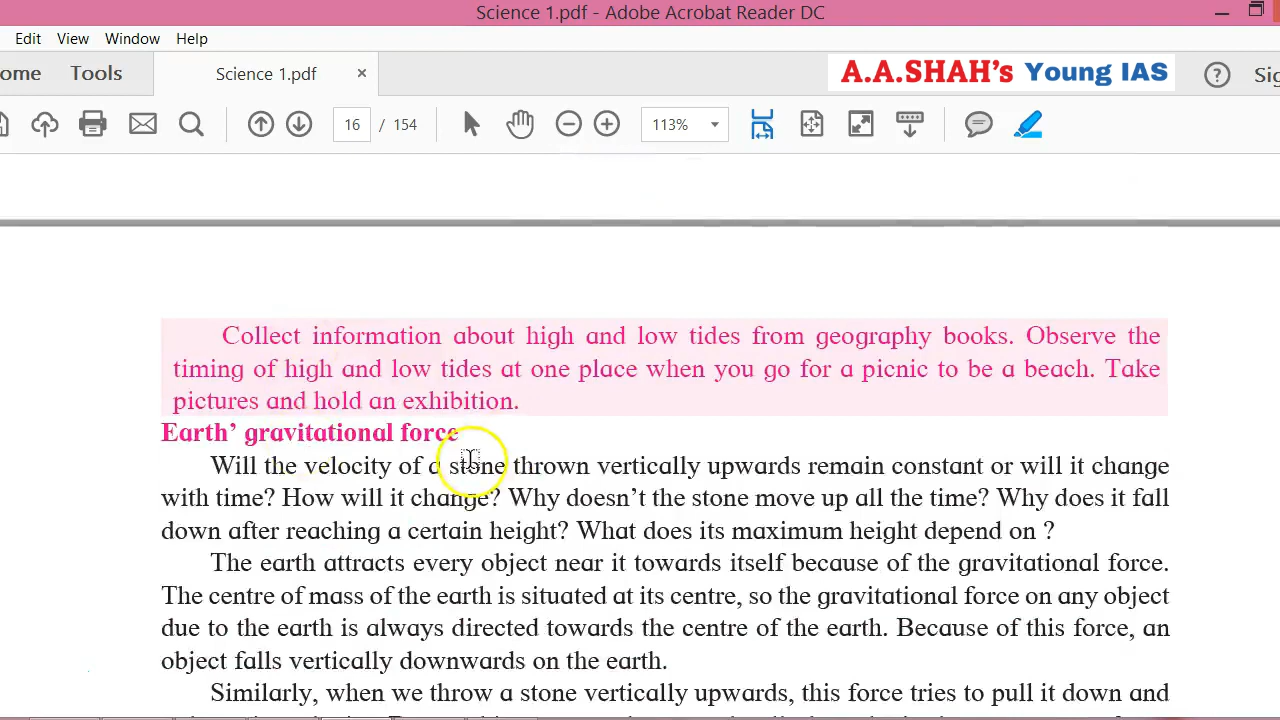 Science 1.pdf - Adobe Acrobat Reader DC
Edit View Window Help
ome Tools Science 1.pdf × A.A.SHAH's Young IAS ? Sig
16 / 154 113%
Collect information about high and low tides from geography books. Observe the
timing of high and low tides at one place when you go for a picnic to be a beach. Take
pictures and hold an exhibition.
Earth’ gravitational force
Will the velocity of a stone thrown vertically upwards remain constant or will it change
with time? How will it change? Why doesn’t the stone move up all the time? Why does it fall
down after reaching a certain height? What does its maximum height depend on ?
The earth attracts every object near it towards itself because of the gravitational force.
The centre of mass of the earth is situated at its centre, so the gravitational force on any object
due to the earth is always directed towards the centre of the earth. Because of this force, an
object falls vertically downwards on the earth.
Similarly, when we throw a stone vertically upwards, this force tries to pull it down and